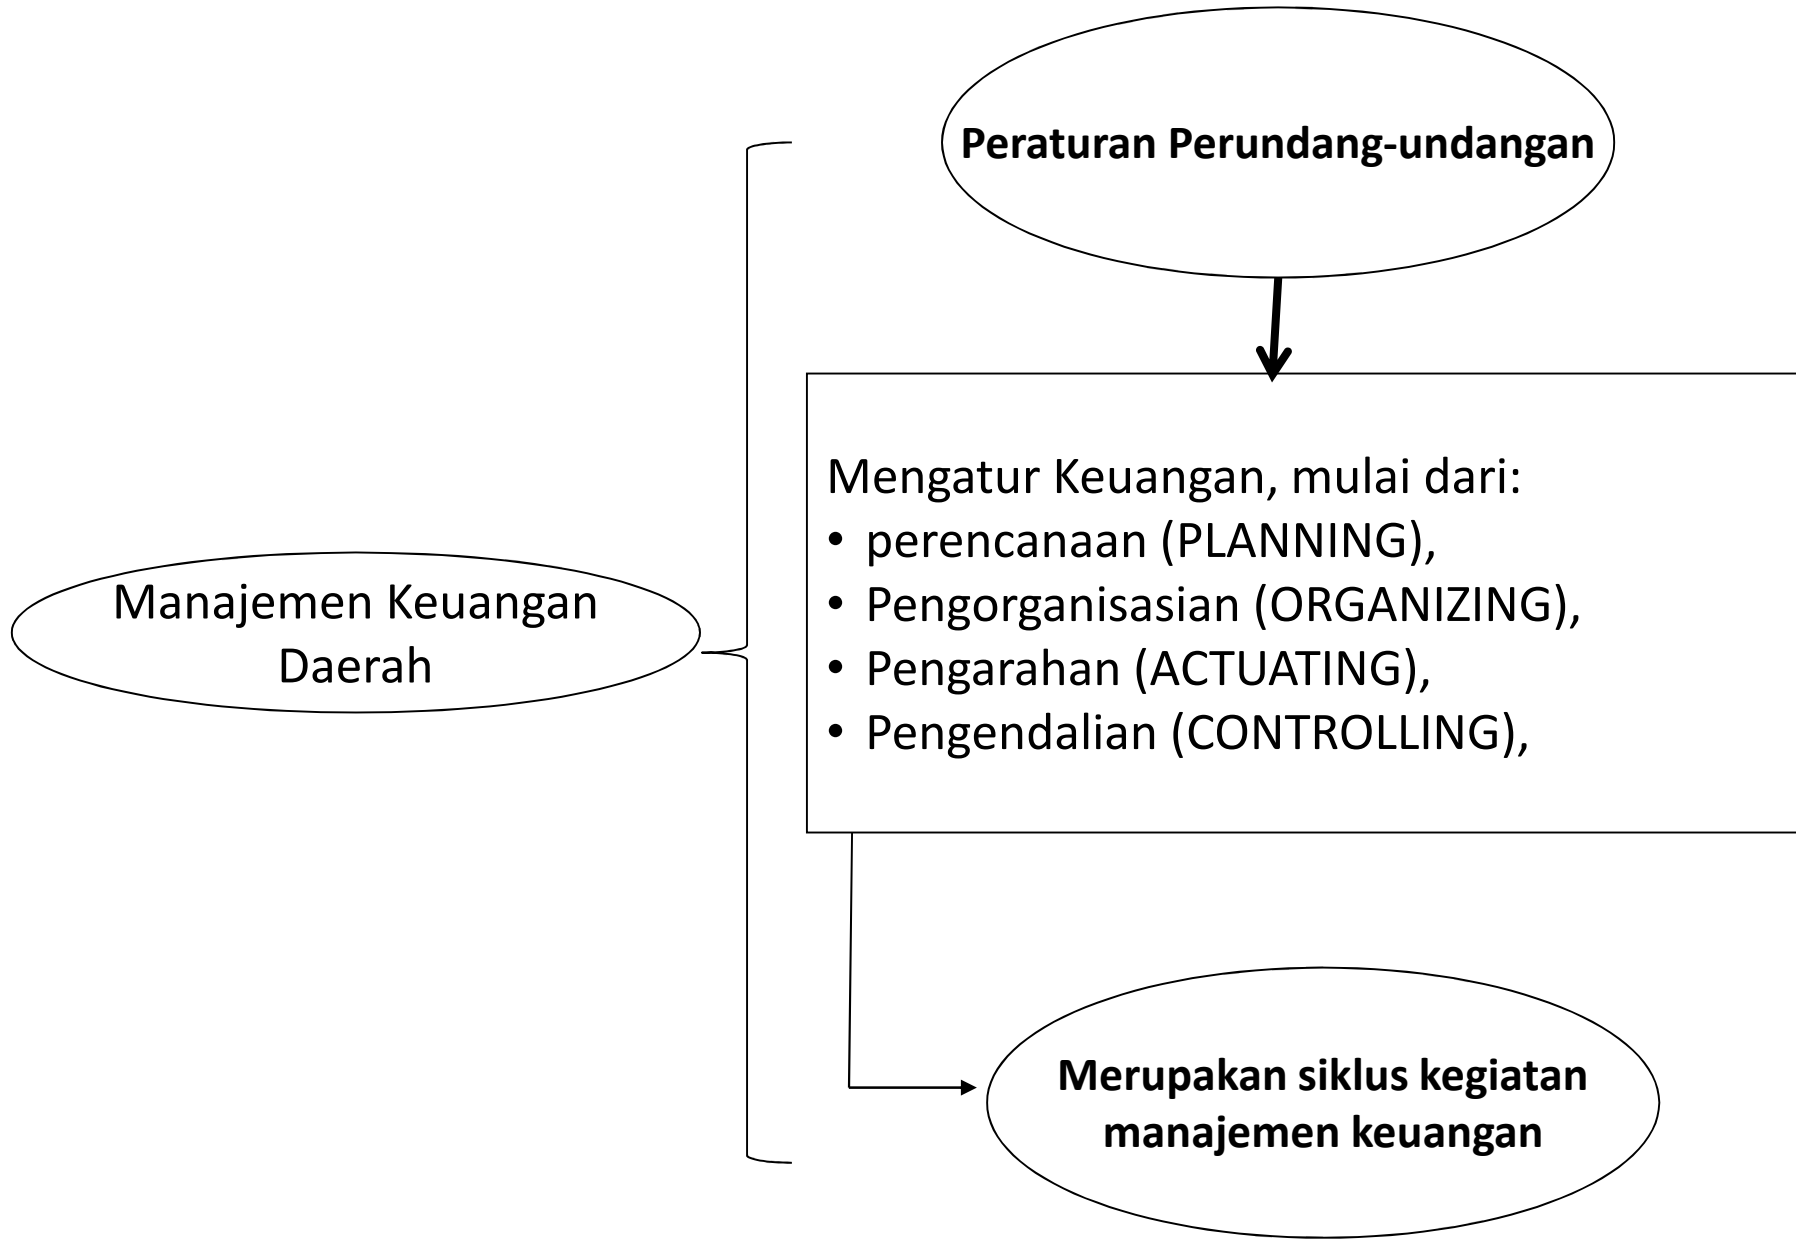 Peraturan Perundang-undangan
Manajemen Keuangan
Daerah
Mengatur Keuangan, mulai dari:
• perencanaan (PLANNING),
• Pengorganisasian (ORGANIZING),
• Pengarahan (ACTUATING),
• Pengendalian (CONTROLLING),
Merupakan siklus kegiatan
manajemen keuangan